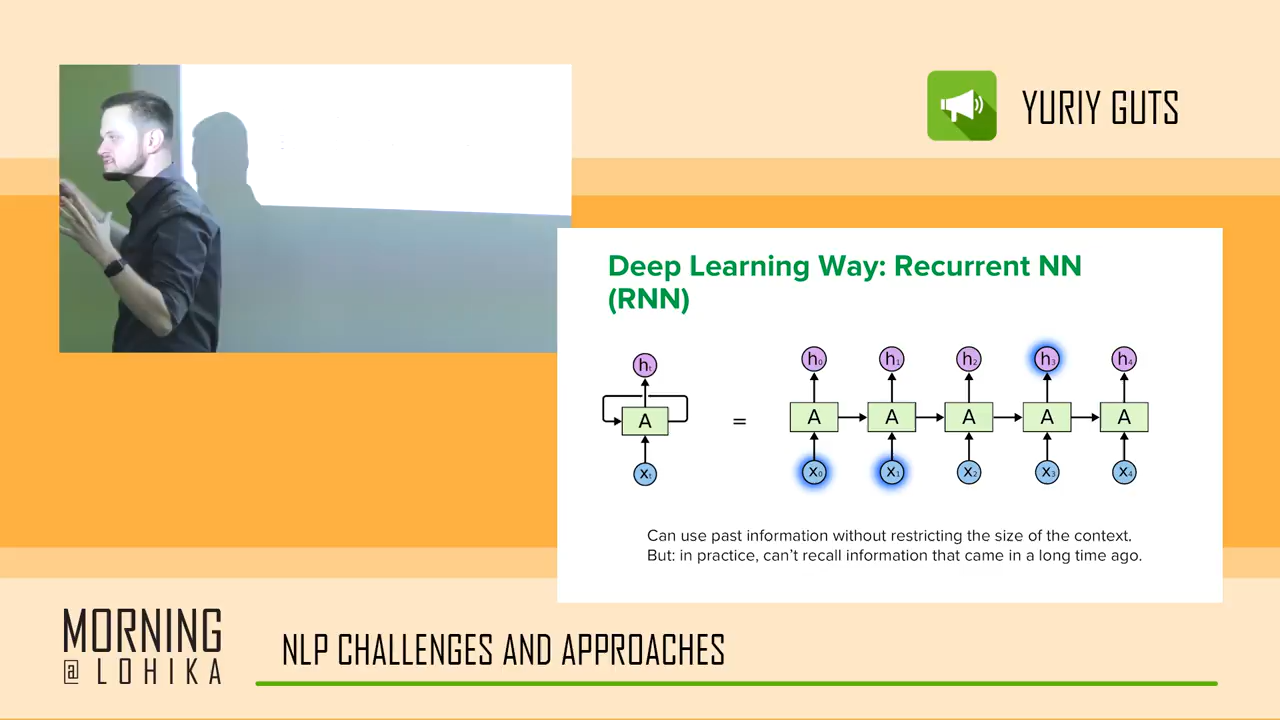 YURIY GUTS
Deep Learning Way: Recurrent NN
(RNN)
hₜ h₀ h₁ h₂ h₃ h₄
A = A A A A A
xₜ x₀ x₁ x₂ x₃ x₄
Can use past information without restricting the size of the context.
But: in practice, can’t recall information that came in a long time ago.
MORNING
@ LOHIKA
NLP CHALLENGES AND APPROACHES